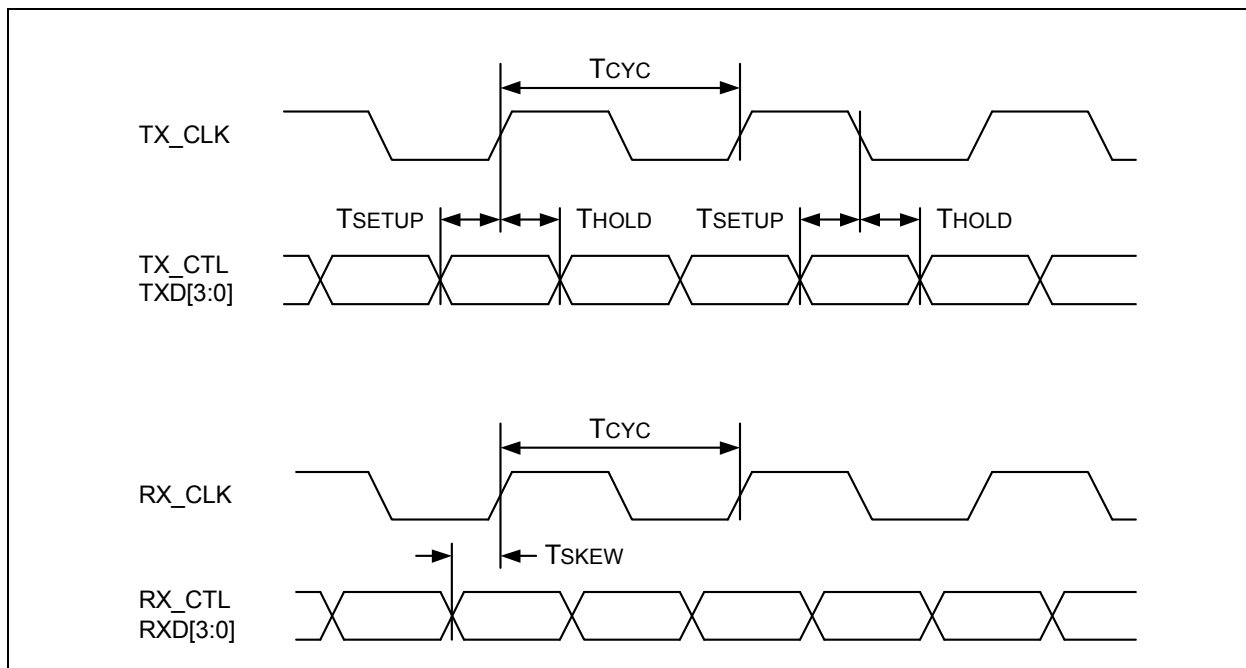 TCYC
TX_CLK
TSETUP
THOLD
TSETUP
THOLD
TX_CTL
TXD[3:0]
TCYC
RX_CLK
TSKEW
RX_CTL
RXD[3:0]